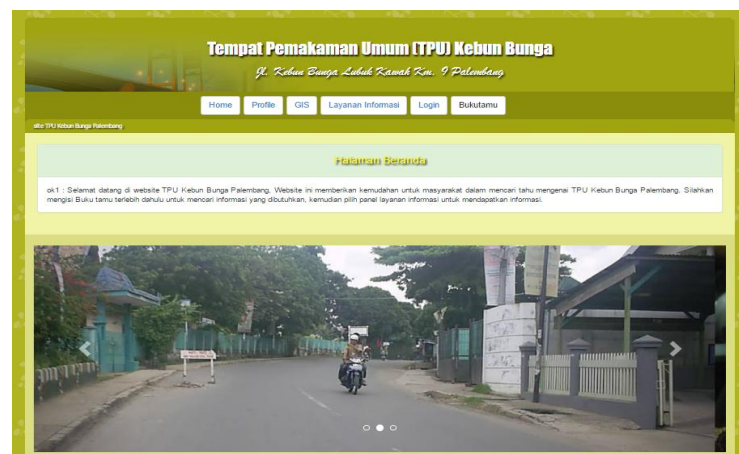 Tempat Pemakaman Umum (TPU) Kebun Bunga
Jl. Kebun Bunga Lubuk Kawah Km. 9 Palembang
Home Profile GIS Layanan Informasi Login Bukutamu
site TPU Kebun Bunga Palembang
Halaman Beranda
ok1 : Selamat datang di website TPU Kebun Bunga Palembang, Website ini memberikan kemudahan untuk masyarakat dalam mencari tahu mengenai TPU Kebun Bunga Palembang. Silahkan
mengisi Buku tamu terlebih dahulu untuk mencari informasi yang dibutuhkan, kemudian pilih panel layanan informasi untuk mendapatkan informasi.